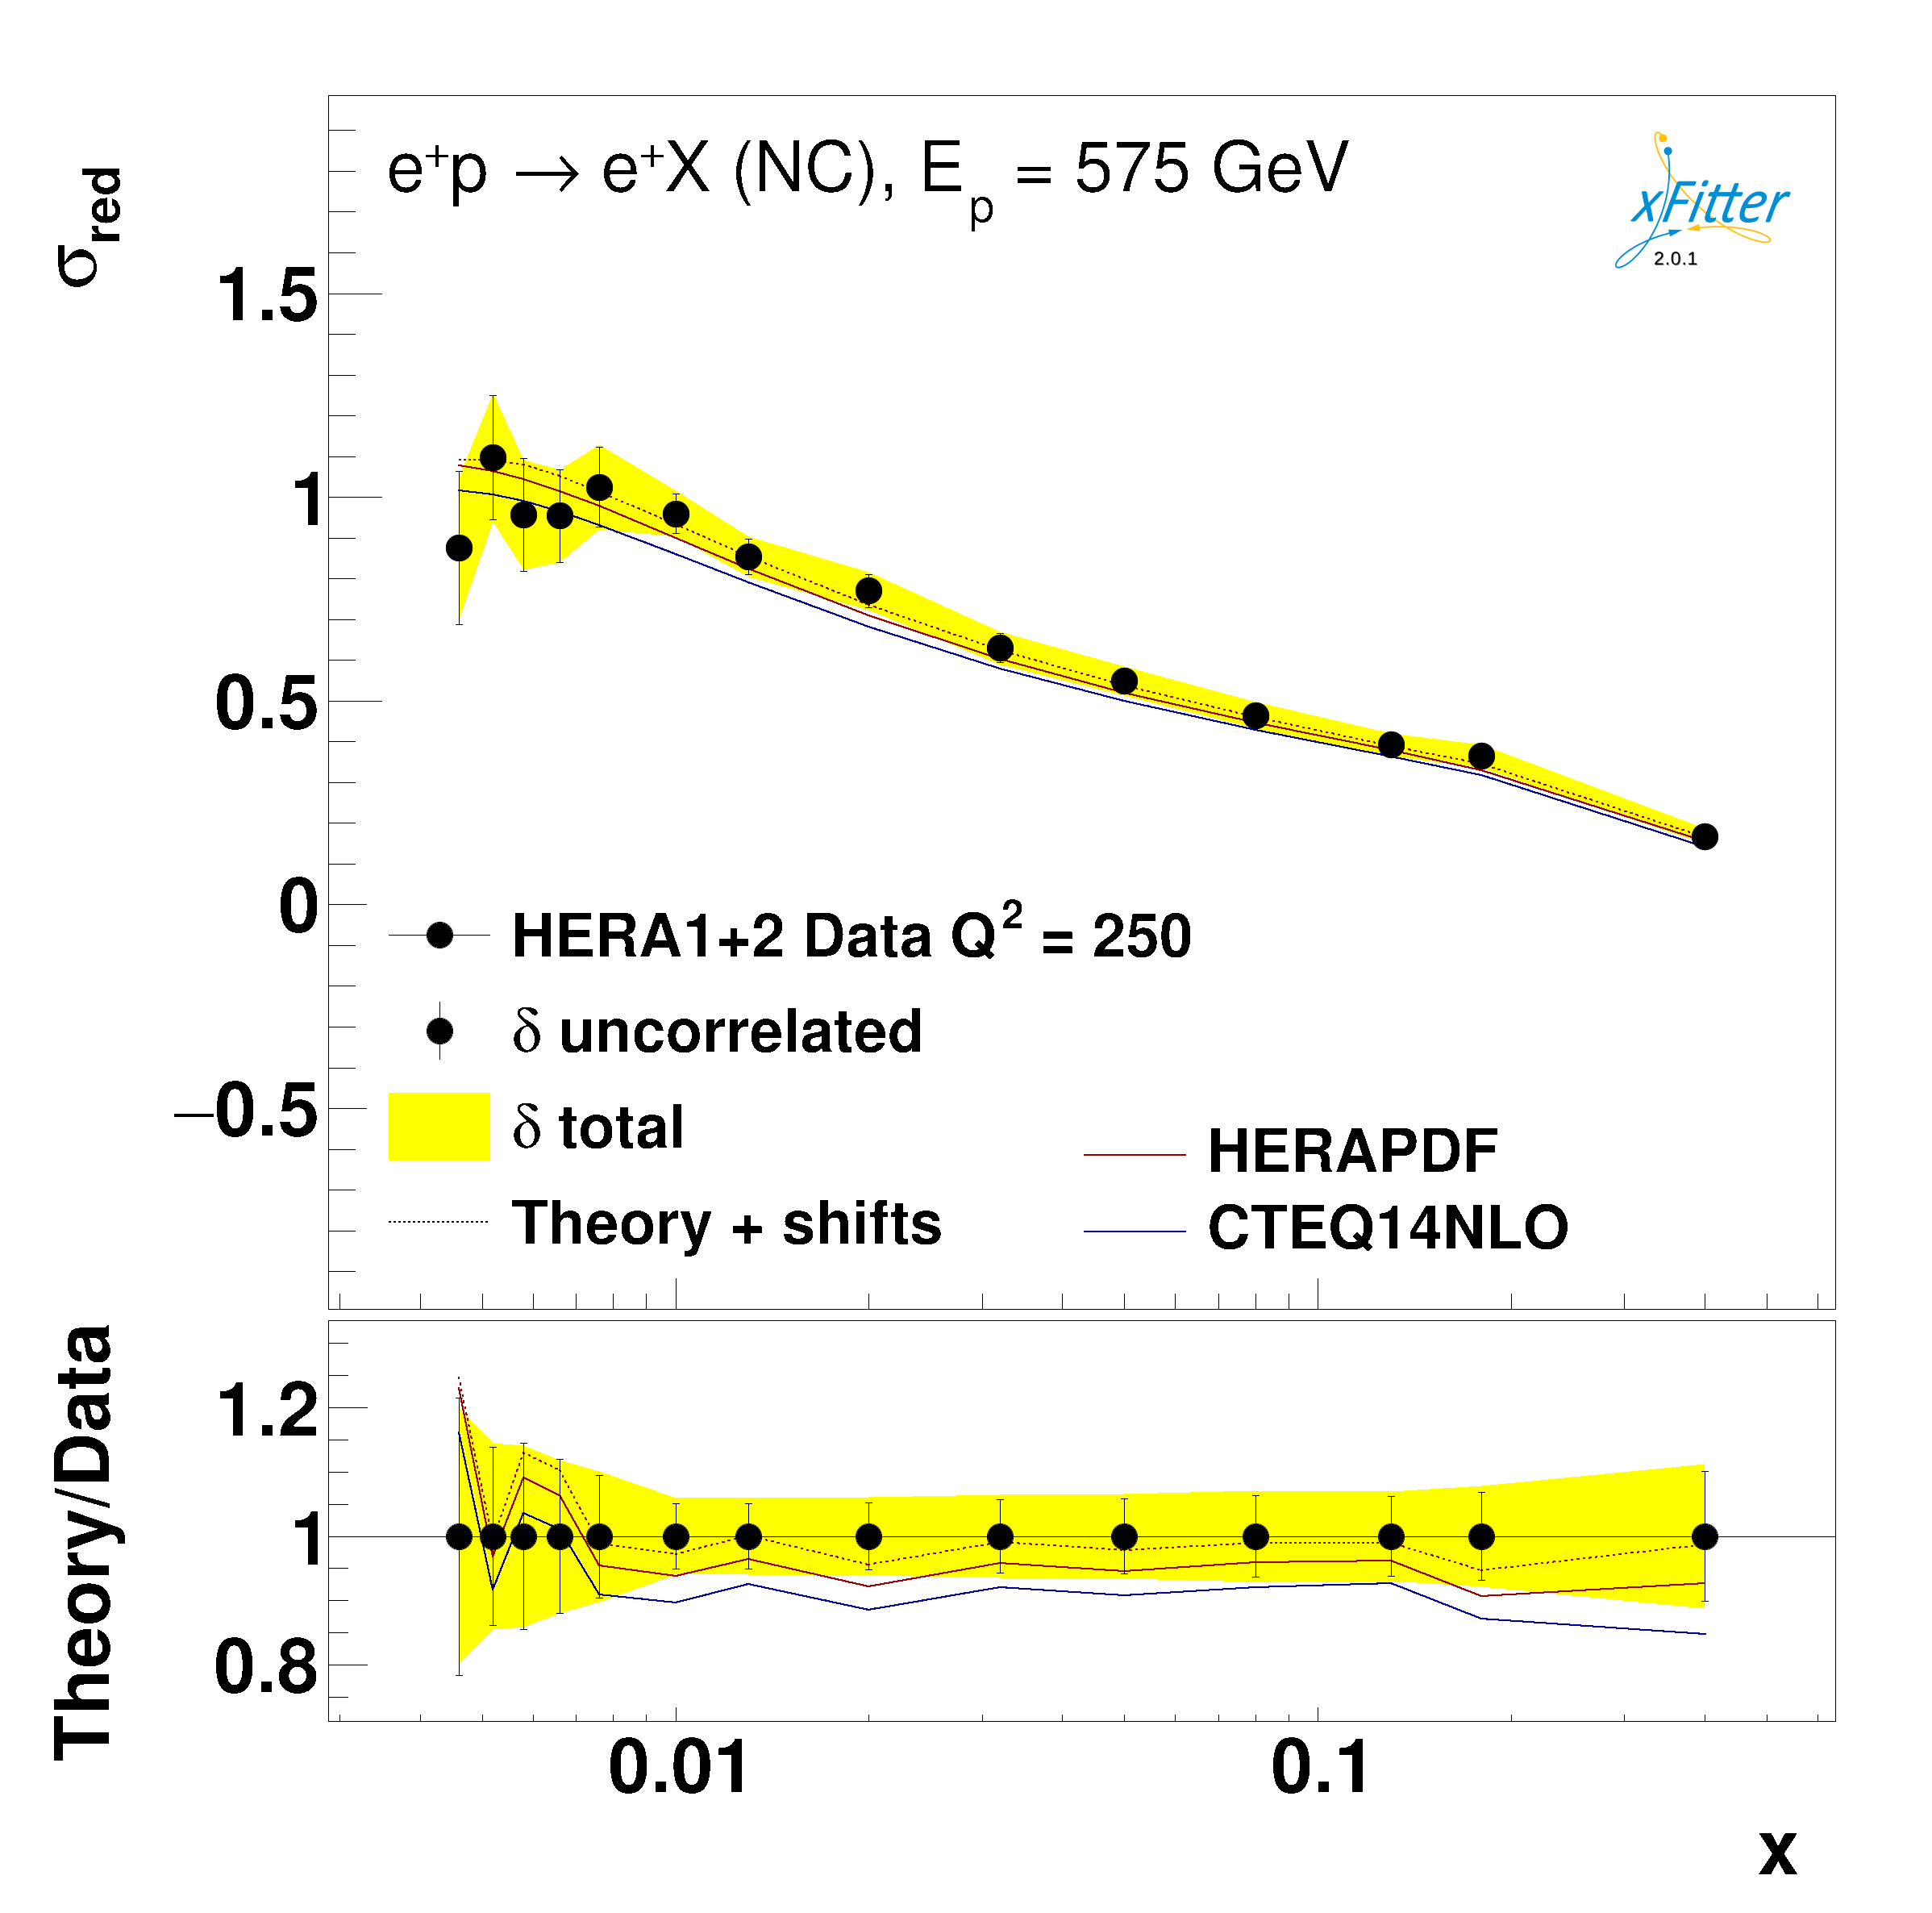 e⁺p → e⁺X (NC), Eₚ = 575 GeV
xFitter
2.0.1
σred
1.5
1
0.5
0
−0.5
HERA1+2 Data Q² = 250
δ uncorrelated
δ total
Theory + shifts
HERAPDF
CTEQ14NLO
Theory/Data
1.2
1
0.8
0.01
0.1
x